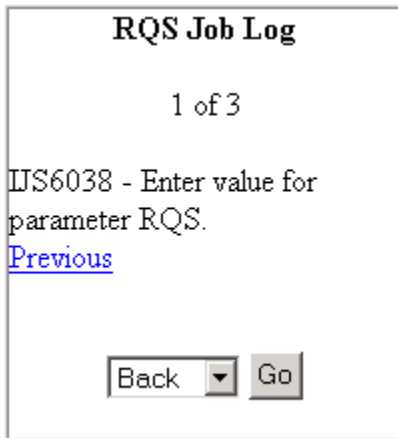 RQS Job Log
1 of 3
IJS6038 - Enter value for
parameter RQS.
Previous
Back Go